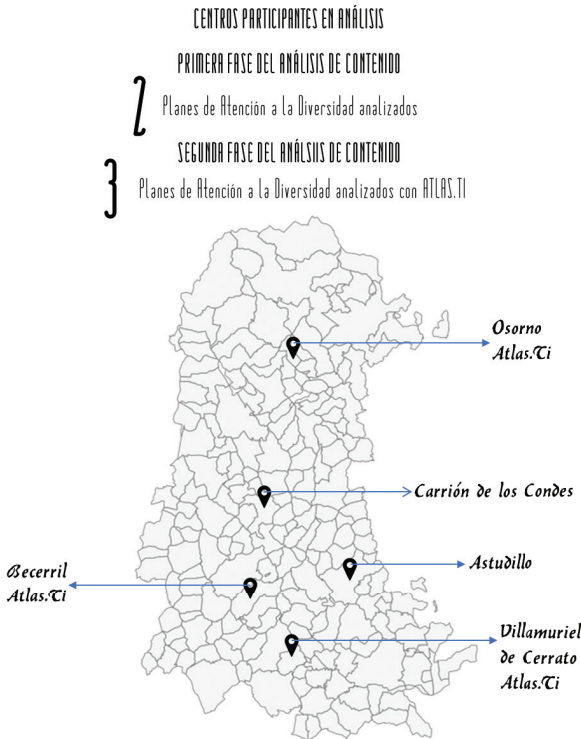 CENTROS PARTICIPANTES EN ANÁLISIS
PRIMERA FASE DEL ANÁLISIS DE CONTENIDO
2 Planes de Atención a la Diversidad analizados
SEGUNDA FASE DEL ANÁLSIIS DE CONTENIDO
3 Planes de Atención a la Diversidad analizados con ATLAS.TI
Osorno
Atlas.Ti
Carrión de los Condes
Astudillo
Becerril
Atlas.Ti
Villamuriel
de Cerrato
Atlas.Ti